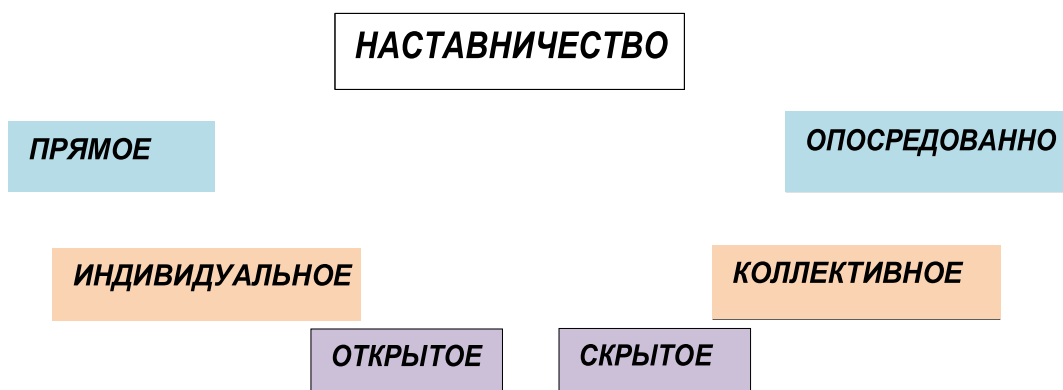 НАСТАВНИЧЕСТВО
ПРЯМОЕ
ОПОСРЕДОВАННО
ИНДИВИДУАЛЬНОЕ
КОЛЛЕКТИВНОЕ
ОТКРЫТОЕ
СКРЫТОЕ